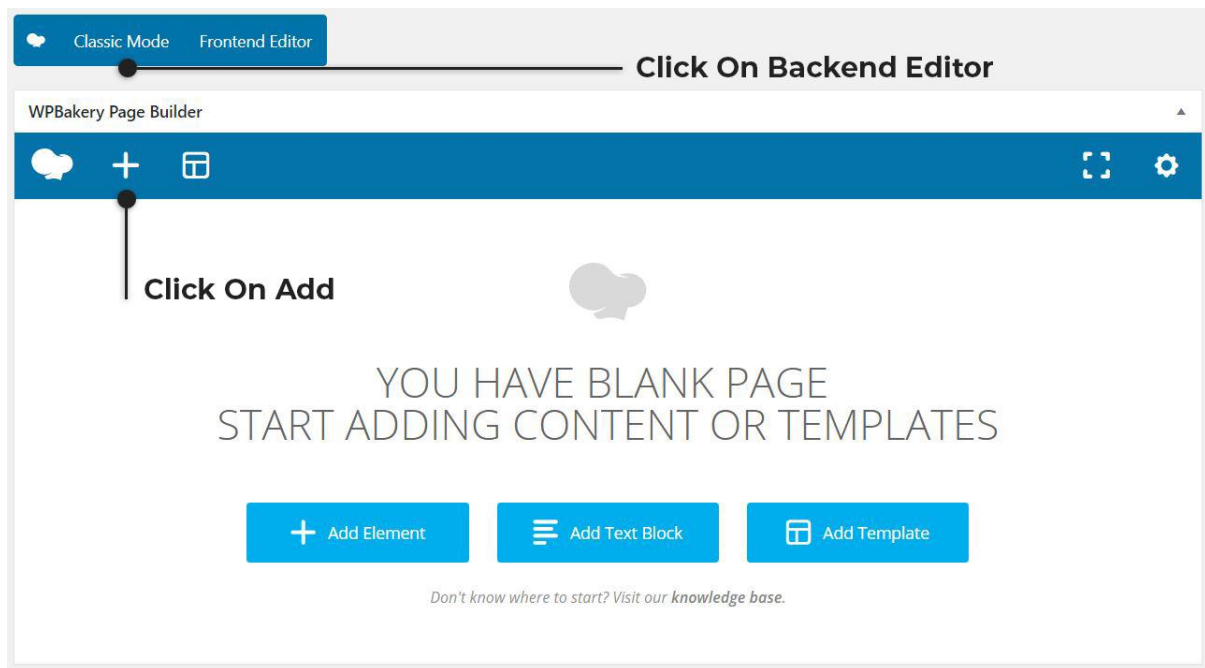 Classic Mode Frontend Editor
Click On Backend Editor
WPBakery Page Builder
Click On Add
YOU HAVE BLANK PAGE
START ADDING CONTENT OR TEMPLATES
Add Element Add Text Block Add Template
Don't know where to start? Visit our knowledge base.